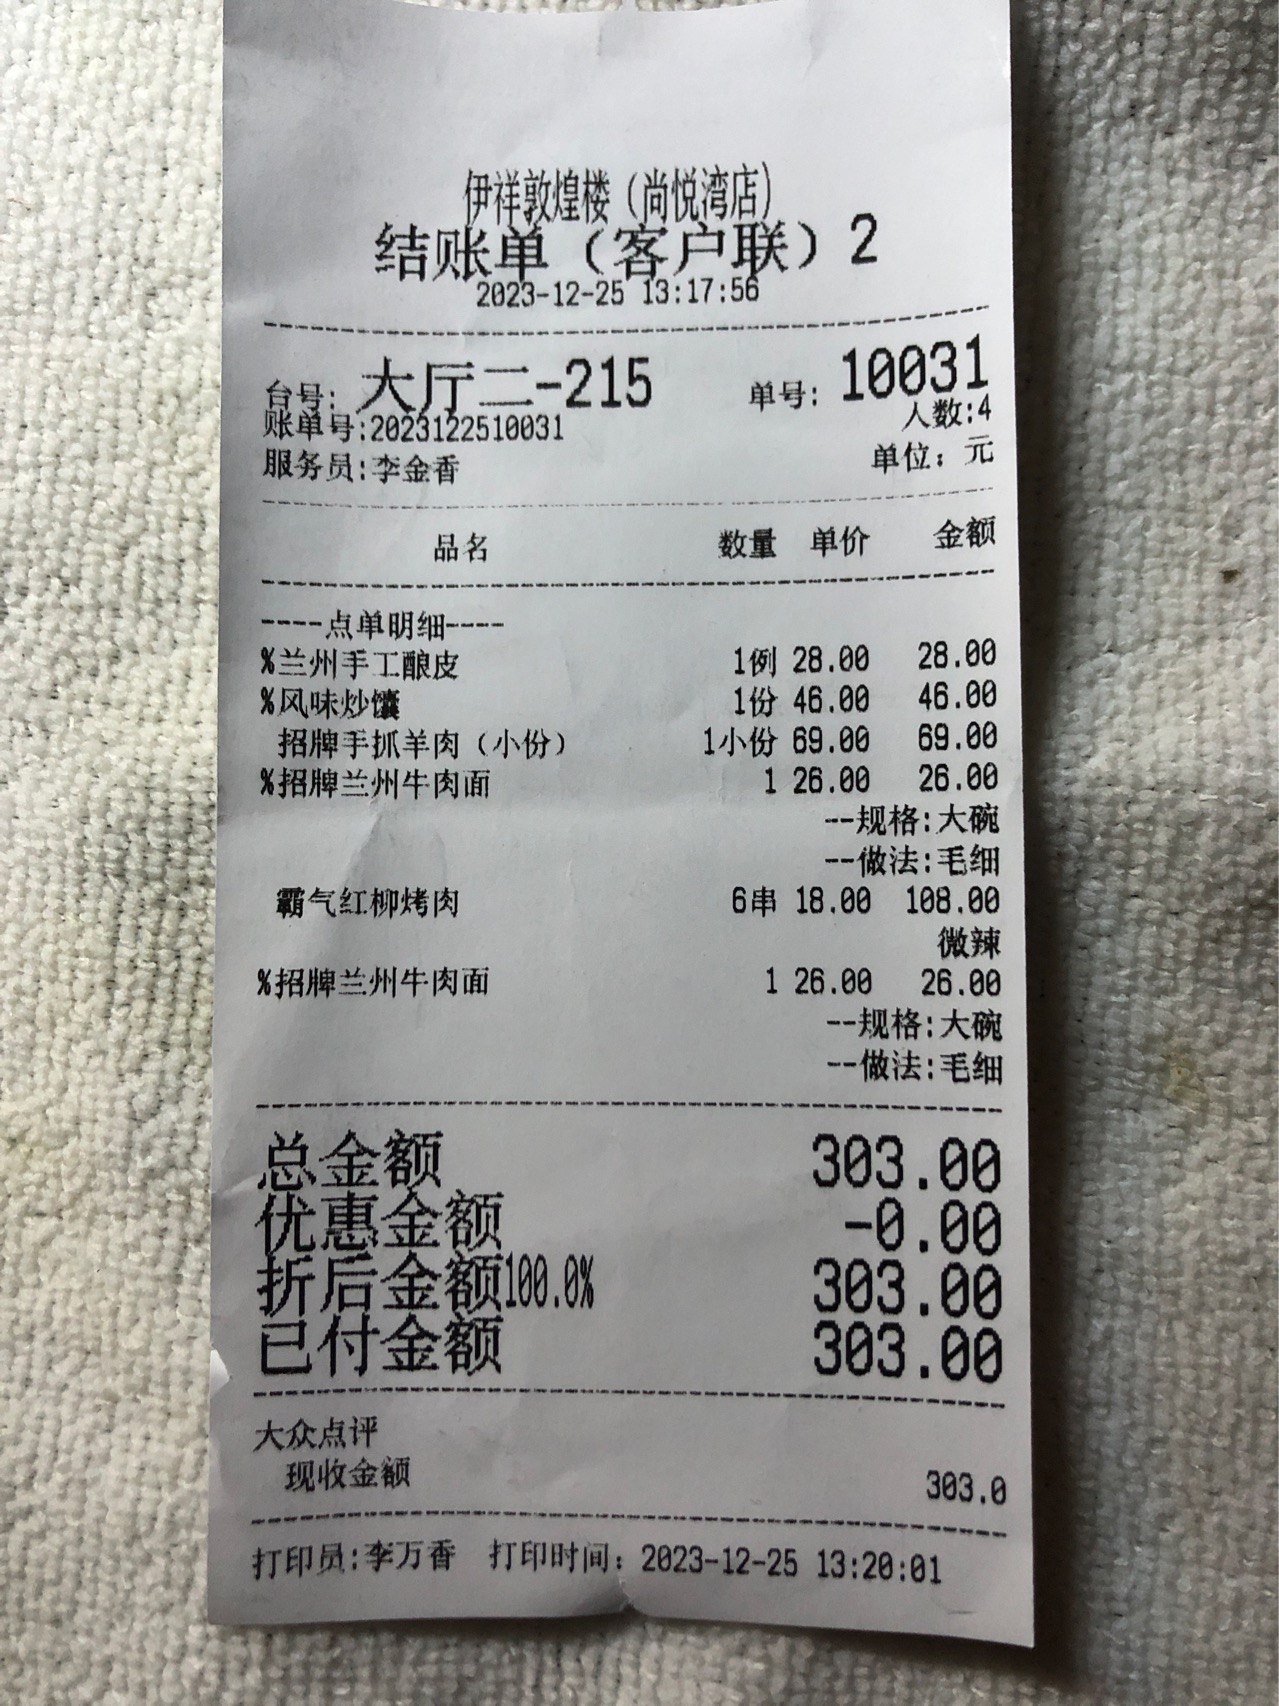 伊祥敦煌楼（尚悦湾店）
结账单（客户联）2
2023-12-25 13:17:56
台号: 大厅二-215 单号: 10031
账单号:2023122510031 人数:4
服务员:李金香 单位：元
品名 数量 单价 金额
----点单明细----
%兰州手工酿皮 1例 28.00 28.00
%风味炒馕 1份 46.00 46.00
招牌手抓羊肉（小份） 1小份 69.00 69.00
%招牌兰州牛肉面 1 26.00 26.00
--规格:大碗
--做法:毛细
霸气红柳烤肉 6串 18.00 108.00
微辣
%招牌兰州牛肉面 1 26.00 26.00
--规格:大碗
--做法:毛细
总金额 303.00
优惠金额 -0.00
折后金额100.0% 303.00
已付金额 303.00
大众点评
现收金额 303.0
打印员:李万香 打印时间: 2023-12-25 13:20:01